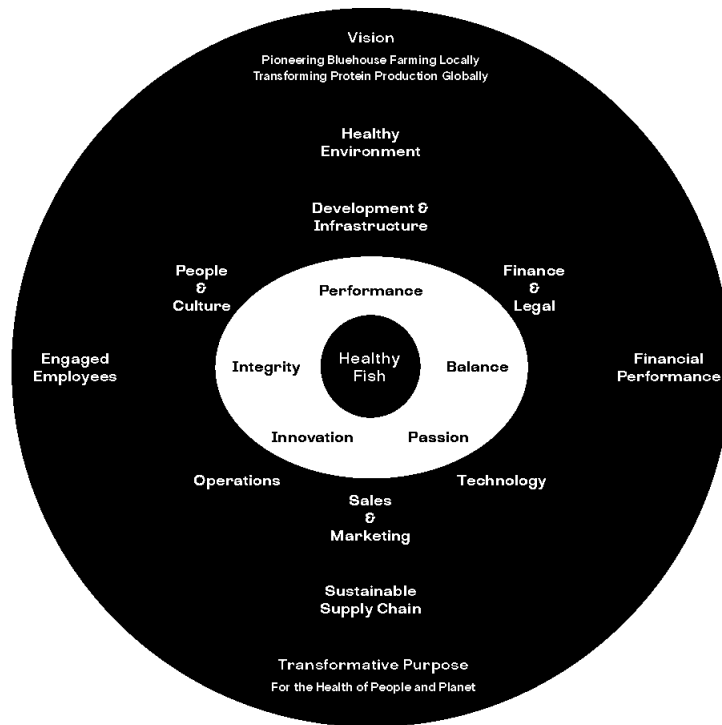 Vision
Pioneering Bluehouse Farming Locally
Transforming Protein Production Globally
Healthy
Environment
Development &
Infrastructure
People
&
Culture
Finance
&
Legal
Performance
Engaged
Employees
Integrity
Healthy
Fish
Balance
Financial
Performance
Innovation
Passion
Operations
Technology
Sales
&
Marketing
Sustainable
Supply Chain
Transformative Purpose
For the Health of People and Planet